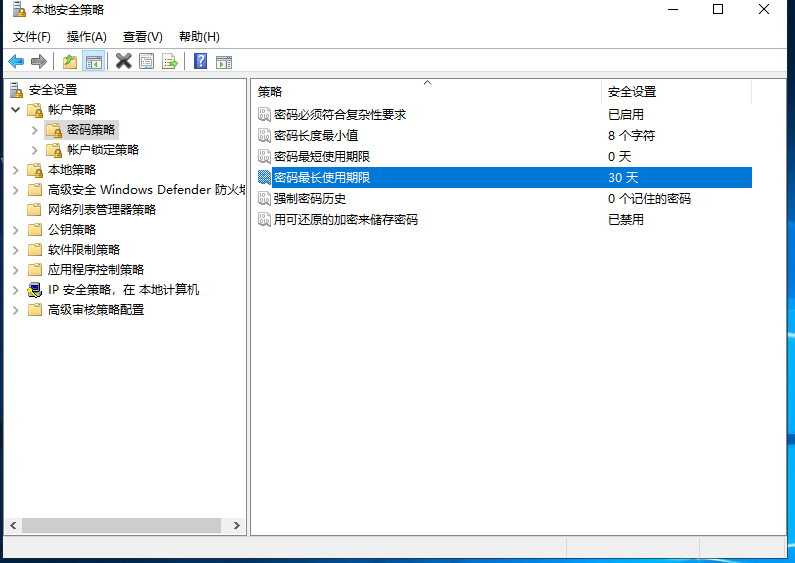 本地安全策略
文件(F) 操作(A) 查看(V) 帮助(H)
安全设置
帐户策略
密码策略
帐户锁定策略
本地策略
高级安全 Windows Defender 防火墙
网络列表管理器策略
公钥策略
软件限制策略
应用程序控制策略
IP 安全策略，在 本地计算机
高级审核策略配置
策略 安全设置
密码必须符合复杂性要求 已启用
密码长度最小值 8 个字符
密码最短使用期限 0 天
密码最长使用期限 30 天
强制密码历史 0 个记住的密码
用可还原的加密来储存密码 已禁用